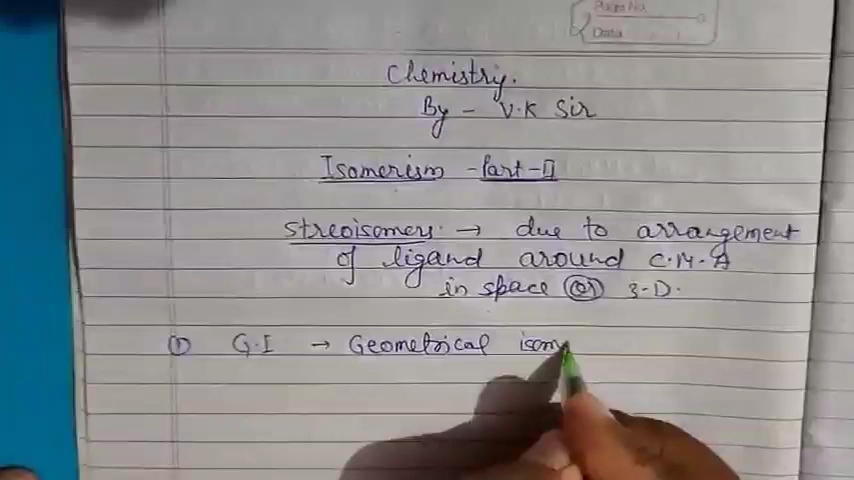 Page No
Date
Chemistry.
By - V.K Sir
Isomerism - Part-II
Streoisomers → due to arrangement
of ligand around C.M.A
in space or 3-D.
① G.I → Geometrical isom